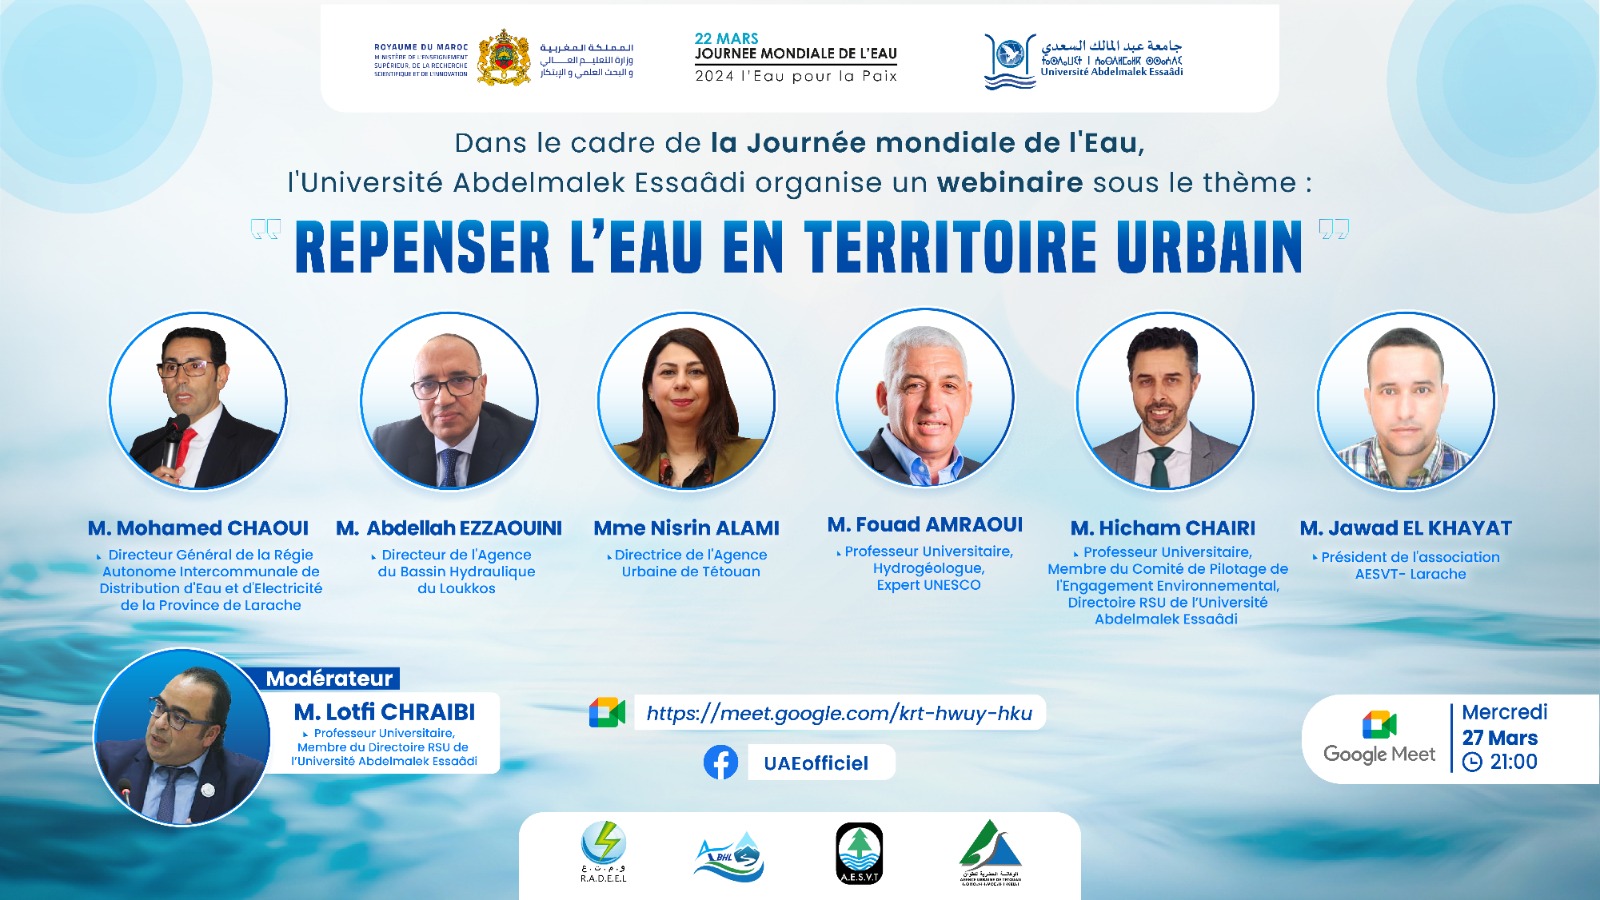 ROYAUME DU MAROC
MINISTÈRE DE L'ENSEIGNEMENT
SUPÉRIEUR, DE LA RECHERCHE
SCIENTIFIQUE ET DE L'INNOVATION
المملكة المغربية
وزارة التعليم العالي
و البحث العلمي و الإبتكار
22 MARS
JOURNEE MONDIALE DE L'EAU
2024 l'Eau pour la Paix
جامعة عبد المالك السعدي
Université Abdelmalek Essaâdi
Dans le cadre de la Journée mondiale de l'Eau,
l'Université Abdelmalek Essaâdi organise un webinaire sous le thème :
" REPENSER L'EAU EN TERRITOIRE URBAIN "
M. Mohamed CHAOUI
Directeur Général de la Régie
Autonome Intercommunale de
Distribution d'Eau et d'Electricité
de la Province de Larache
M. Abdellah EZZAOUINI
Directeur de l'Agence
du Bassin Hydraulique
du Loukkos
Mme Nisrin ALAMI
Directrice de l'Agence
Urbaine de Tétouan
M. Fouad AMRAOUI
Professeur Universitaire,
Hydrogéologue,
Expert UNESCO
M. Hicham CHAIRI
Professeur Universitaire,
Membre du Comité de Pilotage de
l'Engagement Environnemental,
Directoire RSU de l'Université
Abdelmalek Essaâdi
M. Jawad EL KHAYAT
Président de l'association
AESVT- Larache
Modérateur
M. Lotfi CHRAIBI
Professeur Universitaire,
Membre du Directoire RSU de
l'Université Abdelmalek Essaâdi
https://meet.google.com/krt-hwuy-hku
UAEofficiel
Google Meet
Mercredi
27 Mars
21:00
و.م.ت.ع
R.A.D.E.E.L
ABHL
A.E.S.V.T
الوكالة الحضرية لتطوان
AGENCE URBAINE DE TETOUAN